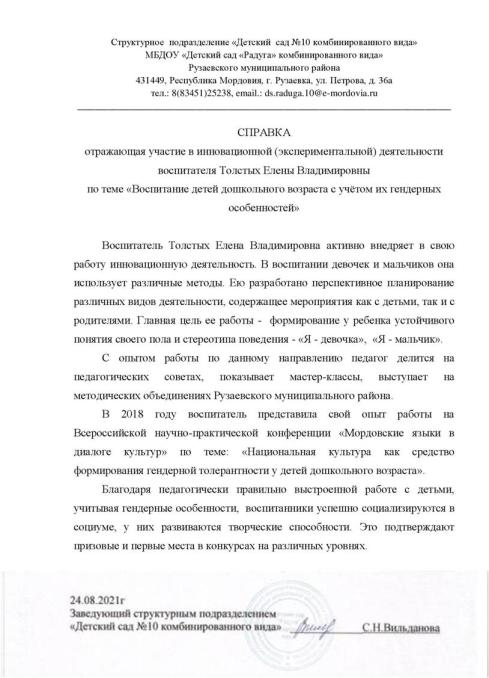 Структурное подразделение «Детский сад №10 комбинированного вида»
МБДОУ «Детский сад «Радуга» комбинированного вида»
Рузаевского муниципального района
431449, Республика Мордовия, г. Рузаевка, ул. Петрова, д. 36а
тел.: 8(83451)25238, email.: ds.raduga.10@e-mordovia.ru
СПРАВКА
отражающая участие в инновационной (экспериментальной) деятельности
воспитателя Толстых Елены Владимировны
по теме «Воспитание детей дошкольного возраста с учётом их гендерных
особенностей»
Воспитатель Толстых Елена Владимировна активно внедряет в свою
работу инновационную деятельность. В воспитании девочек и мальчиков она
использует различные методы. Ею разработано перспективное планирование
различных видов деятельности, содержащее мероприятия как с детьми, так и с
родителями. Главная цель ее работы - формирование у ребенка устойчивого
понятия своего пола и стереотипа поведения - «Я - девочка», «Я - мальчик».
С опытом работы по данному направлению педагог делится на
педагогических советах, показывает мастер-классы, выступает на
методических объединениях Рузаевского муниципального района.
В 2018 году воспитатель представила свой опыт работы на
Всероссийской научно-практической конференции «Мордовские языки в
диалоге культур» по теме: «Национальная культура как средство
формирования гендерной толерантности у детей дошкольного возраста».
Благодаря педагогически правильно выстроенной работе с детьми,
учитывая гендерные особенности, воспитанники успешно социализируются в
социуме, у них развиваются творческие способности. Это подтверждают
призовые и первые места в конкурсах на различных уровнях.
24.08.2021г
Заведующий структурным подразделением
«Детский сад №10 комбинированного вида» С.Н.Вильданова